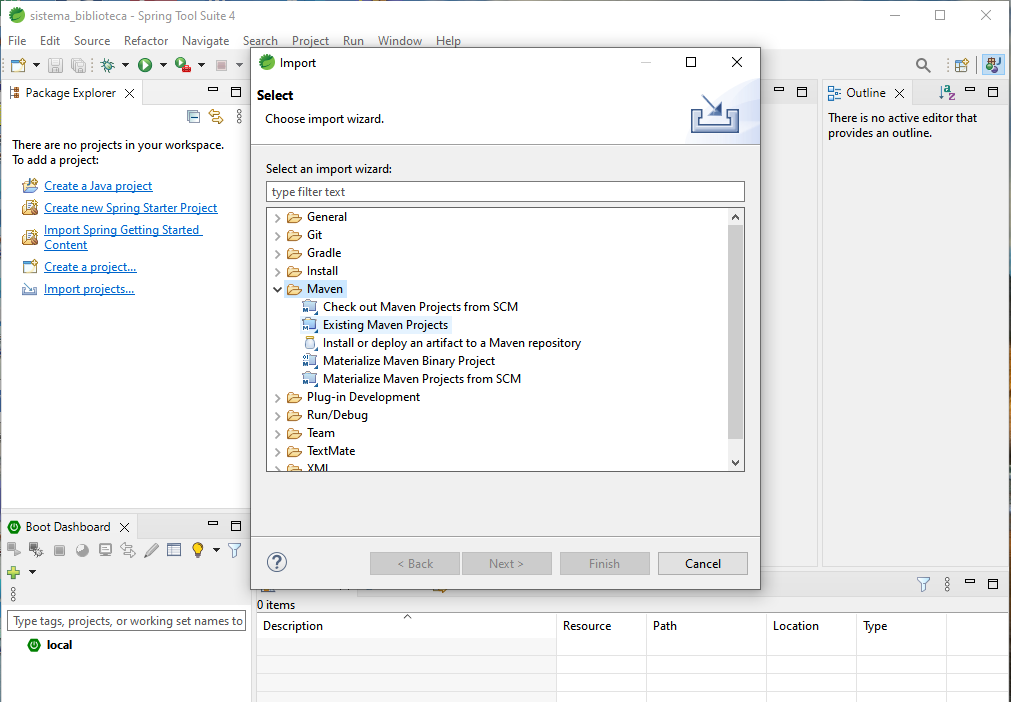 sistema_biblioteca - Spring Tool Suite 4
File Edit Source Refactor Navigate Search Project Run Window Help
Package Explorer
There are no projects in your workspace.
To add a project:
Create a Java project
Create new Spring Starter Project
Import Spring Getting Started
Content
Create a project...
Import projects...
Import
Select
Choose import wizard.
Select an import wizard:
type filter text
General
Git
Gradle
Install
Maven
Check out Maven Projects from SCM
Existing Maven Projects
Install or deploy an artifact to a Maven repository
Materialize Maven Binary Project
Materialize Maven Projects from SCM
Plug-in Development
Run/Debug
Team
TextMate
XML
< Back Next > Finish Cancel
Outline
There is no active editor that
provides an outline.
Boot Dashboard
Type tags, projects, or working set names to
local
0 items
Description Resource Path Location Type